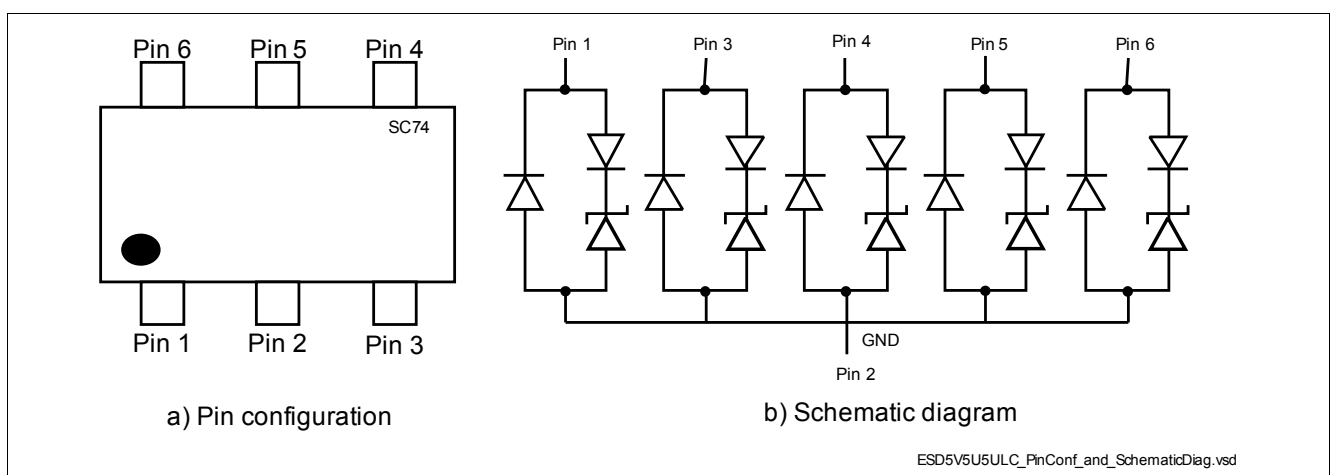 Pin 6 Pin 5 Pin 4
SC74
Pin 1 Pin 2 Pin 3
a) Pin configuration
Pin 1 Pin 3 Pin 4 Pin 5 Pin 6
GND
Pin 2
b) Schematic diagram
ESD5V5U5ULC_PinConf_and_SchematicDiag.vsd